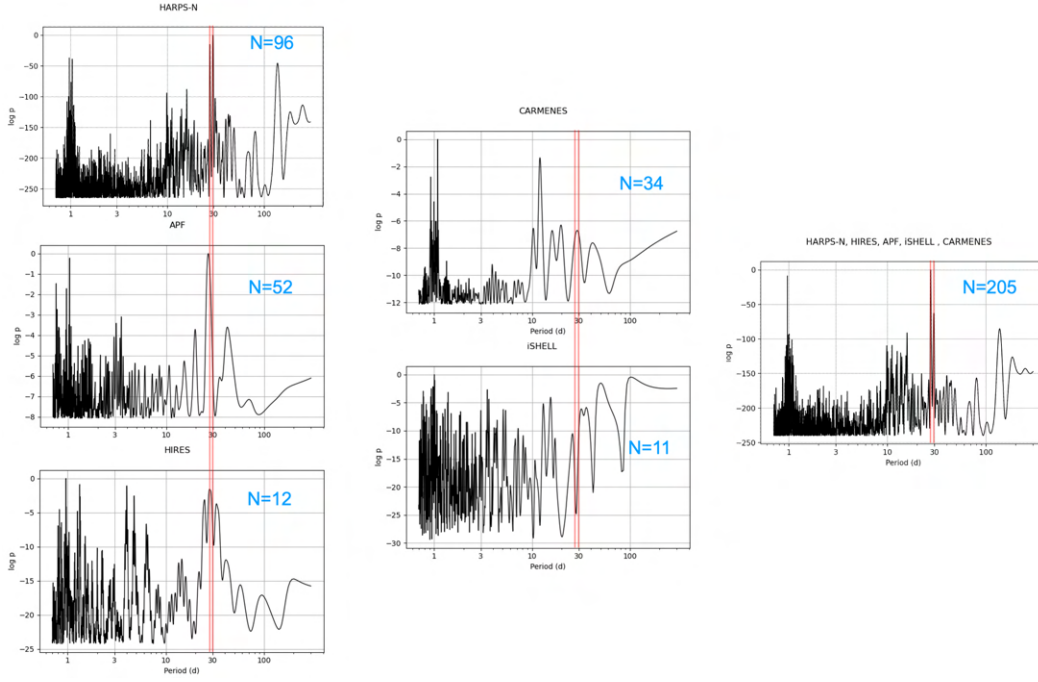 HARPS-N
N=96
0
−50
−100
−150
−200
−250
log p
1 3 10 30 100
APF
N=52
0
−1
−2
−3
−4
−5
−6
−7
−8
log p
1 3 10 30 100
HIRES
N=12
0
−5
−10
−15
−20
−25
log p
1 3 10 30 100
Period (d)
CARMENES
N=34
0
−2
−4
−6
−8
−10
−12
log p
1 3 10 30 100
Period (d)
iSHELL
N=11
0
−5
−10
−15
−20
−25
−30
log p
1 3 10 30 100
Period (d)
HARPS-N, HIRES, APF, iSHELL , CARMENES
N=205
0
−50
−100
−150
−200
−250
log p
1 3 10 30 100
Period (d)